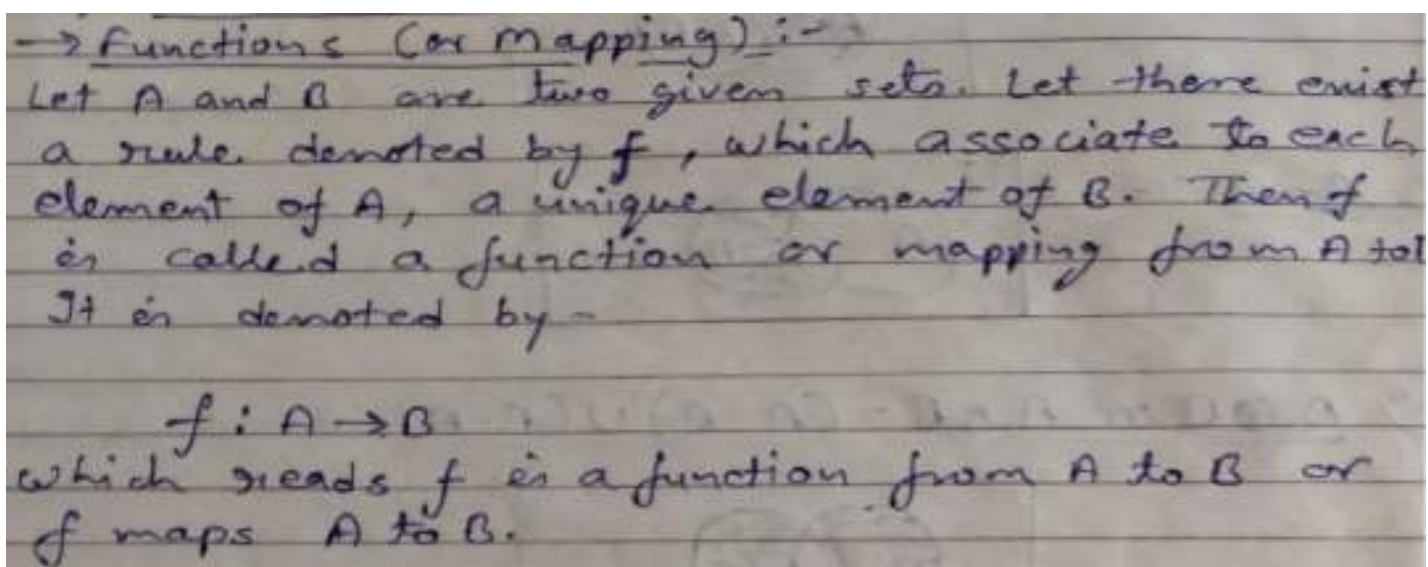 → Functions (or Mapping) :-
Let A and B are two given sets. Let there exist
a rule denoted by f, which associate to each
element of A, a unique element of B. Then f
is called a function or mapping from A to
It is denoted by -
f : A → B
which reads f is a function from A to B or
f maps A to B.